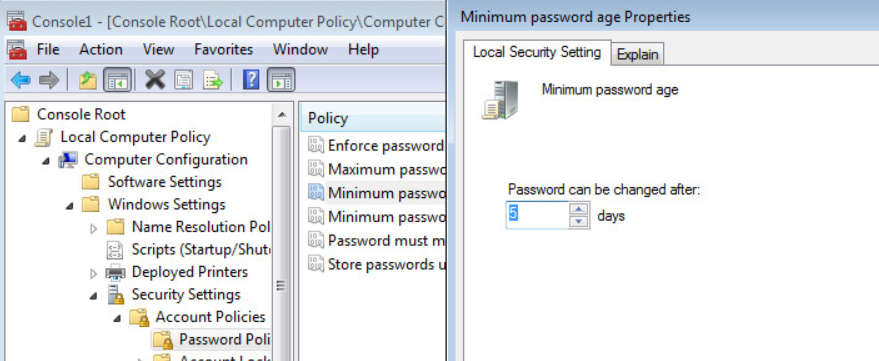 Console1 - [Console Root\Local Computer Policy\Computer C
File Action View Favorites Window Help
Console Root
Local Computer Policy
Computer Configuration
Software Settings
Windows Settings
Name Resolution Pol
Scripts (Startup/Shut
Deployed Printers
Security Settings
Account Policies
Password Poli
Account Lock
Policy
Enforce password
Maximum passwo
Minimum passwo
Minimum passwo
Password must m
Store passwords u
Minimum password age Properties
Local Security Setting Explain
Minimum password age
Password can be changed after:
5 days